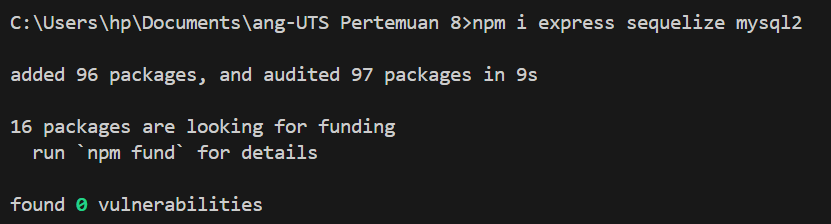 C:\Users\hp\Documents\ang-UTS Pertemuan 8>npm i express sequelize mysql2
added 96 packages, and audited 97 packages in 9s
16 packages are looking for funding
run `npm fund` for details
found 0 vulnerabilities